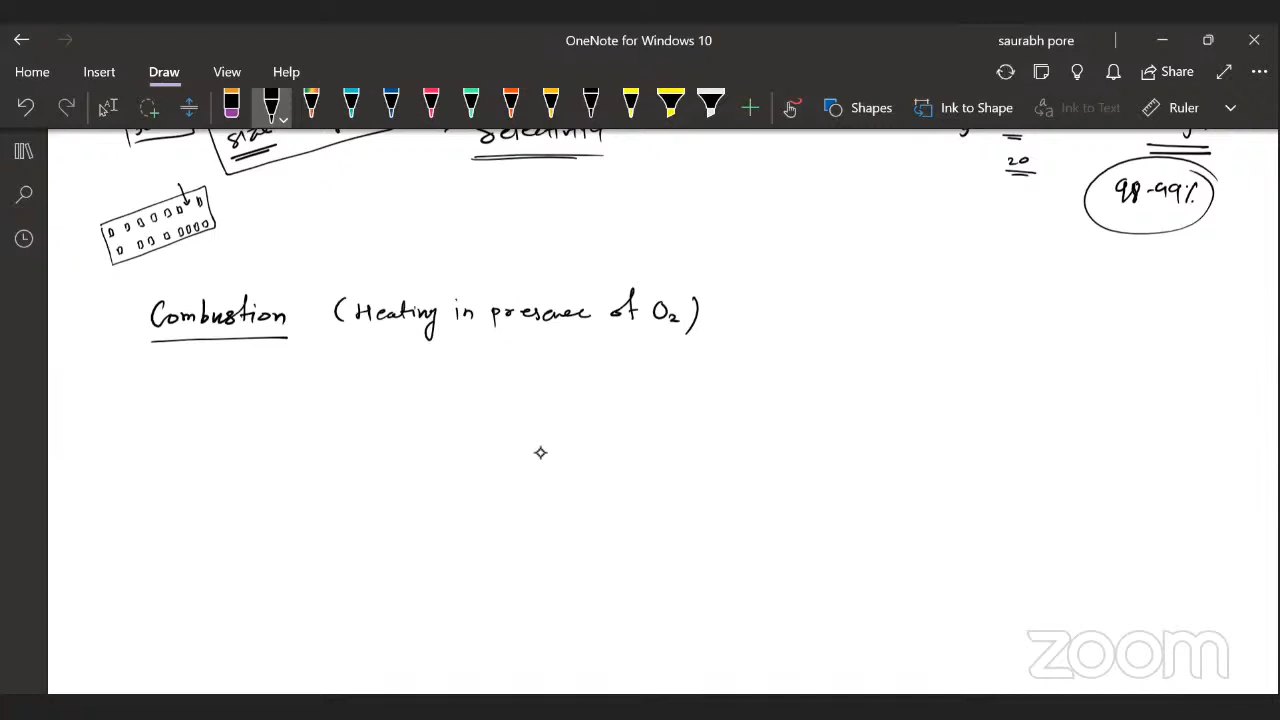 OneNote for Windows 10
saurabh pore
Home Insert Draw View Help
Share
Shapes Ink to Shape Ink to Text Ruler
size
Selectivity
20
98-99%
Combustion (Heating in presence of O2)
zoom